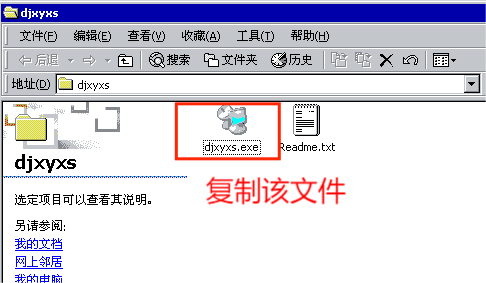 djxyxs
文件(F) 编辑(E) 查看(V) 收藏(A) 工具(T) 帮助(H)
后退 搜索 文件夹 历史
地址(D) djxyxs
djxyxs.exe Readme.txt
djxyxs
复制该文件
选定项目可以查看其说明。
另请参阅:
我的文档
网上邻居
我的电脑